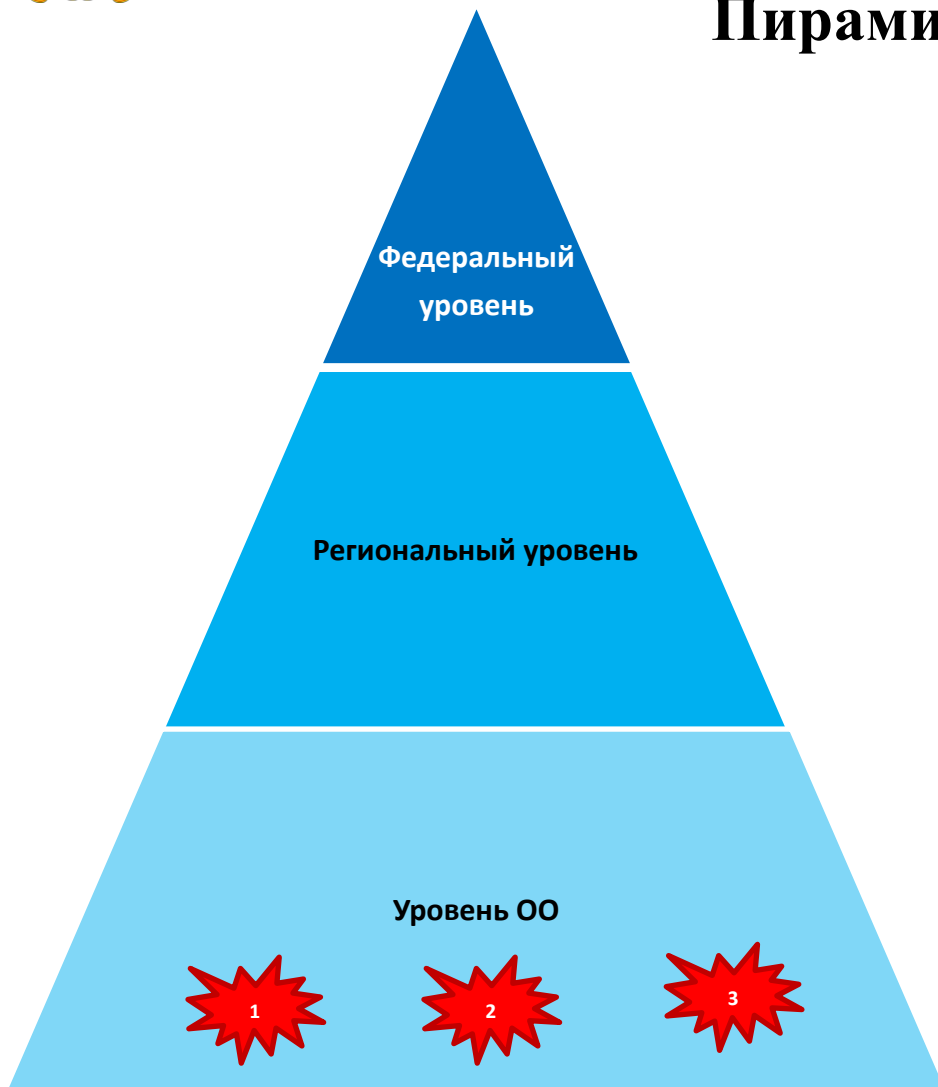 Пирами
Федеральный
уровень
Региональный уровень
Уровень ОО
1 2 3